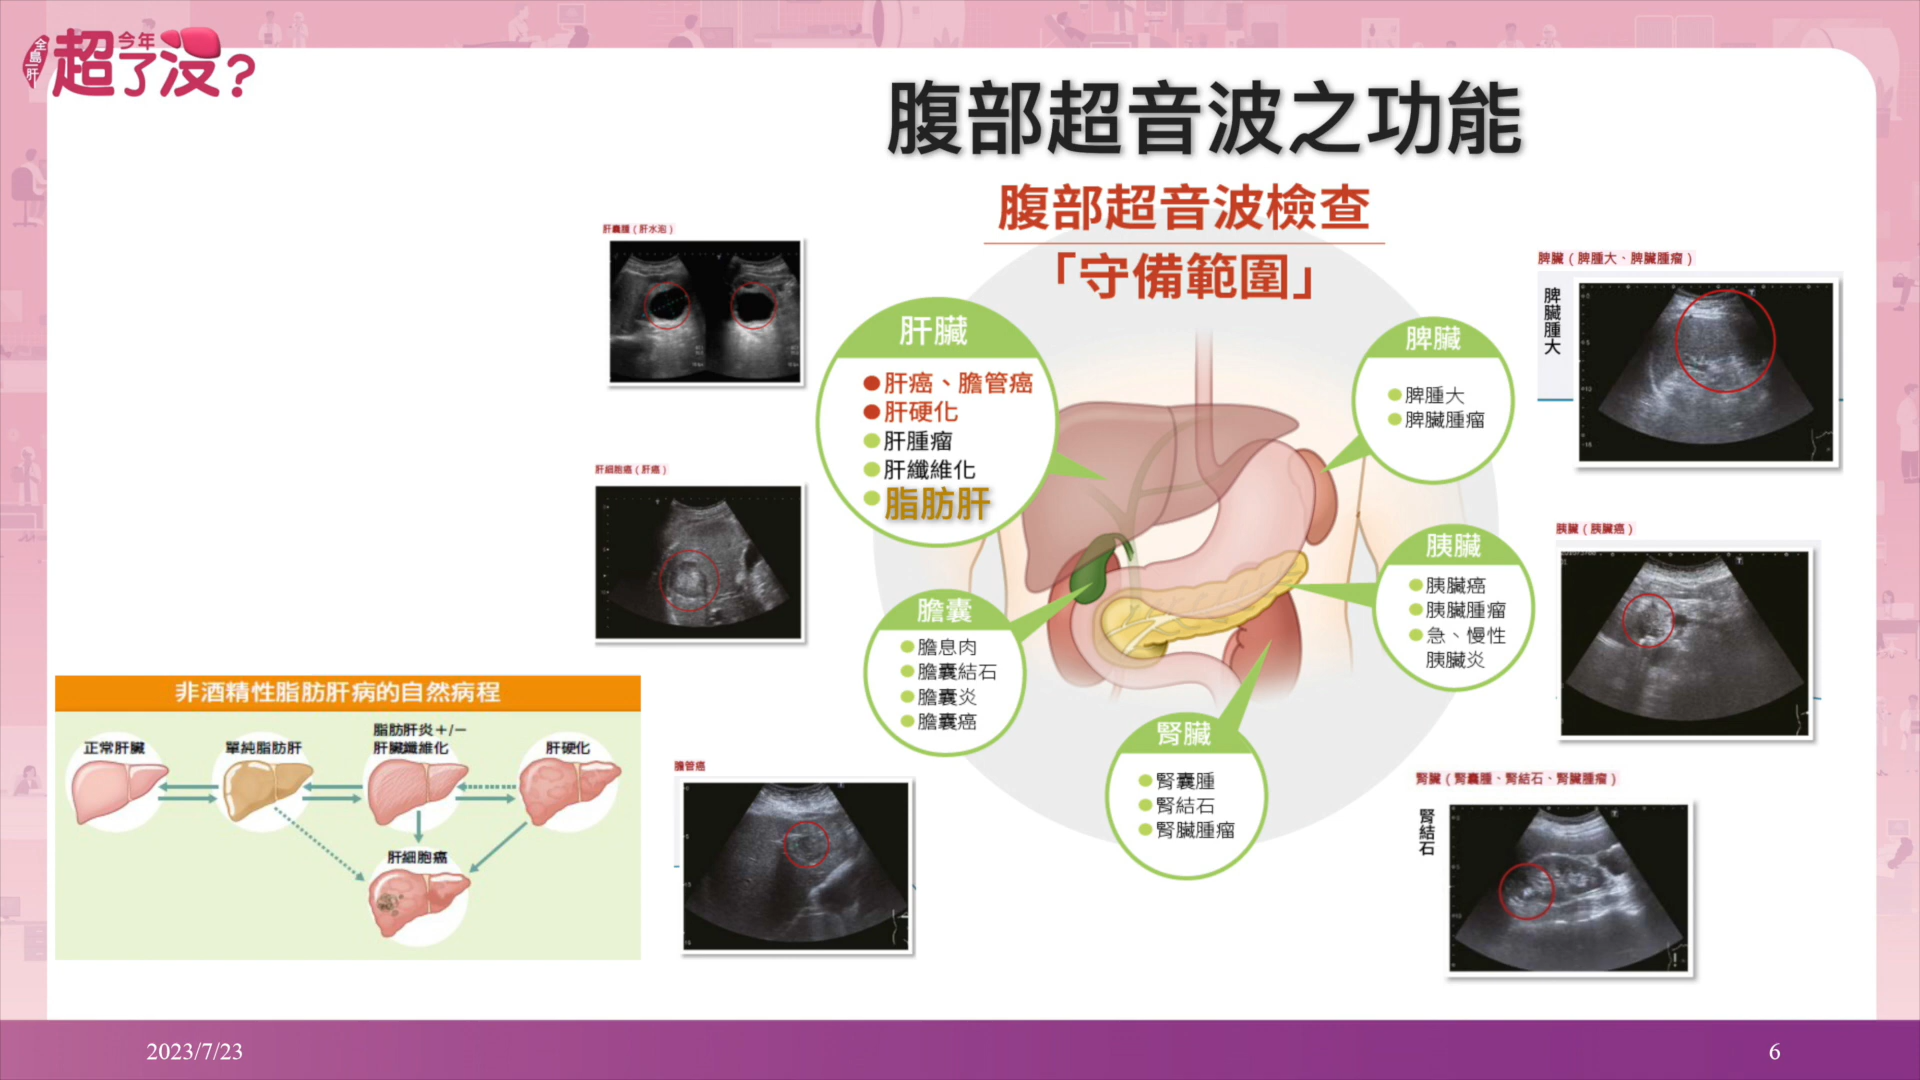 全島肝
今年
超了沒?
腹部超音波之功能
腹部超音波檢查
「守備範圍」
肝囊腫（肝水泡）
肝細胞癌（肝癌）
膽管癌
肝臟
肝癌、膽管癌
肝硬化
肝腫瘤
肝纖維化
脂肪肝
膽囊
膽息肉
膽囊結石
膽囊炎
膽囊癌
腎臟
腎囊腫
腎結石
腎臟腫瘤
脾臟
脾腫大
脾臟腫瘤
胰臟
胰臟癌
胰臟腫瘤
急、慢性
胰臟炎
脾臟（脾腫大、脾臟腫瘤）
脾臟腫大
胰臟（胰臟癌）
腎臟（腎囊腫、腎結石、腎臟腫瘤）
腎結石
非酒精性脂肪肝病的自然病程
正常肝臟
單純脂肪肝
脂肪肝炎+/−
肝臟纖維化
肝硬化
肝細胞癌
2023/7/23
6